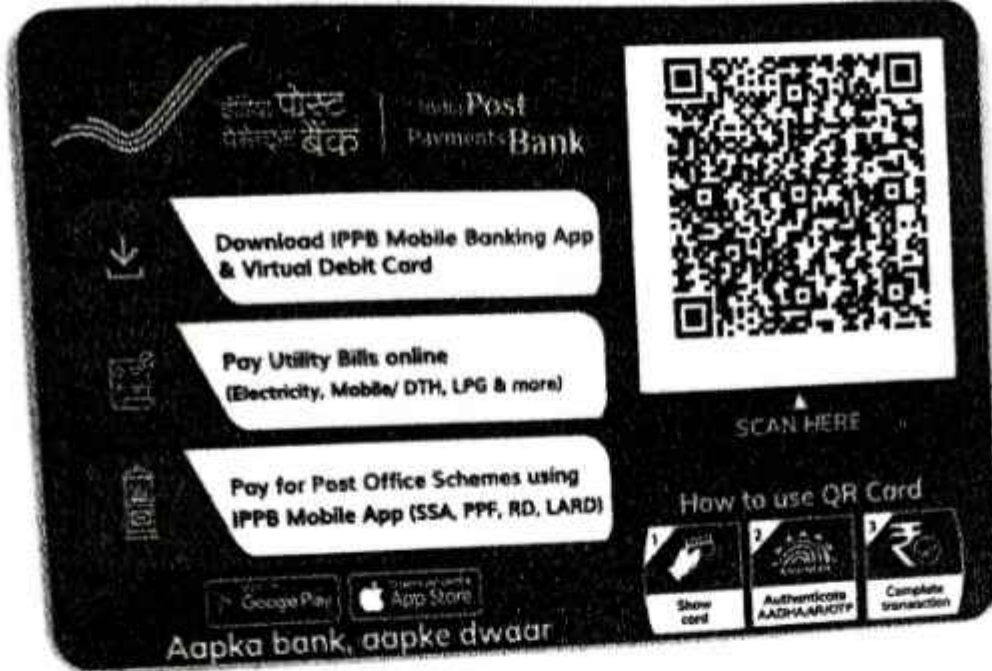 इंडिया पोस्ट
पेमेन्ट्स बैंक
India Post
Payments Bank
Download IPPB Mobile Banking App
& Virtual Debit Card
Pay Utility Bills online
(Electricity, Mobile/ DTH, LPG & more)
Pay for Post Office Schemes using
IPPB Mobile App (SSA, PPF, RD, LARD)
Google Play
App Store
Aapka bank, aapke dwaar
SCAN HERE
How to use QR Card
1
Show
card
2
AADHAAR
Authenticate
AADHAAR/OTP
3
Complete
transaction